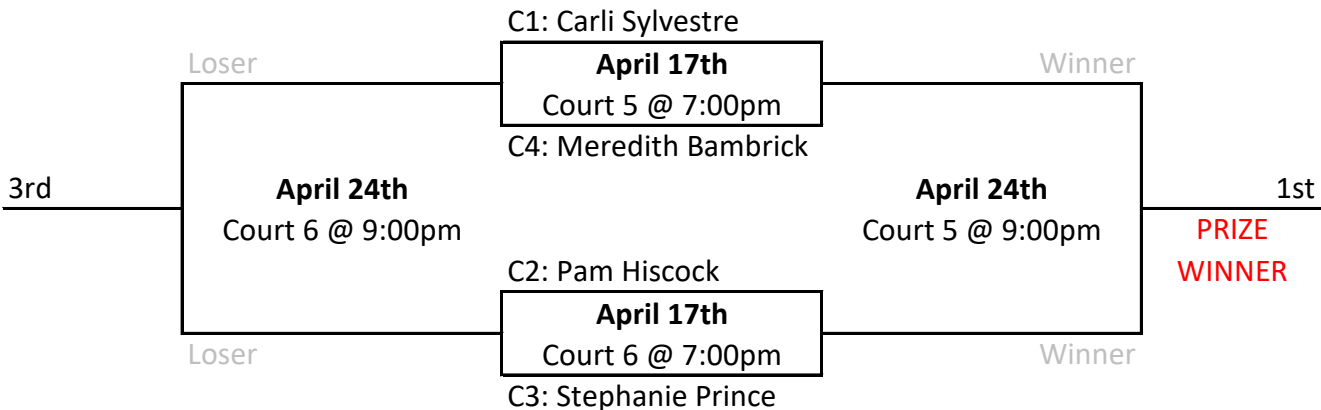 C1: Carli Sylvestre
Loser
April 17th
Winner
Court 5 @ 7:00pm
C4: Meredith Bambrick
3rd
April 24th
April 24th
1st
Court 6 @ 9:00pm
Court 5 @ 9:00pm
PRIZE
WINNER
C2: Pam Hiscock
April 17th
Loser
Court 6 @ 7:00pm
Winner
C3: Stephanie Prince